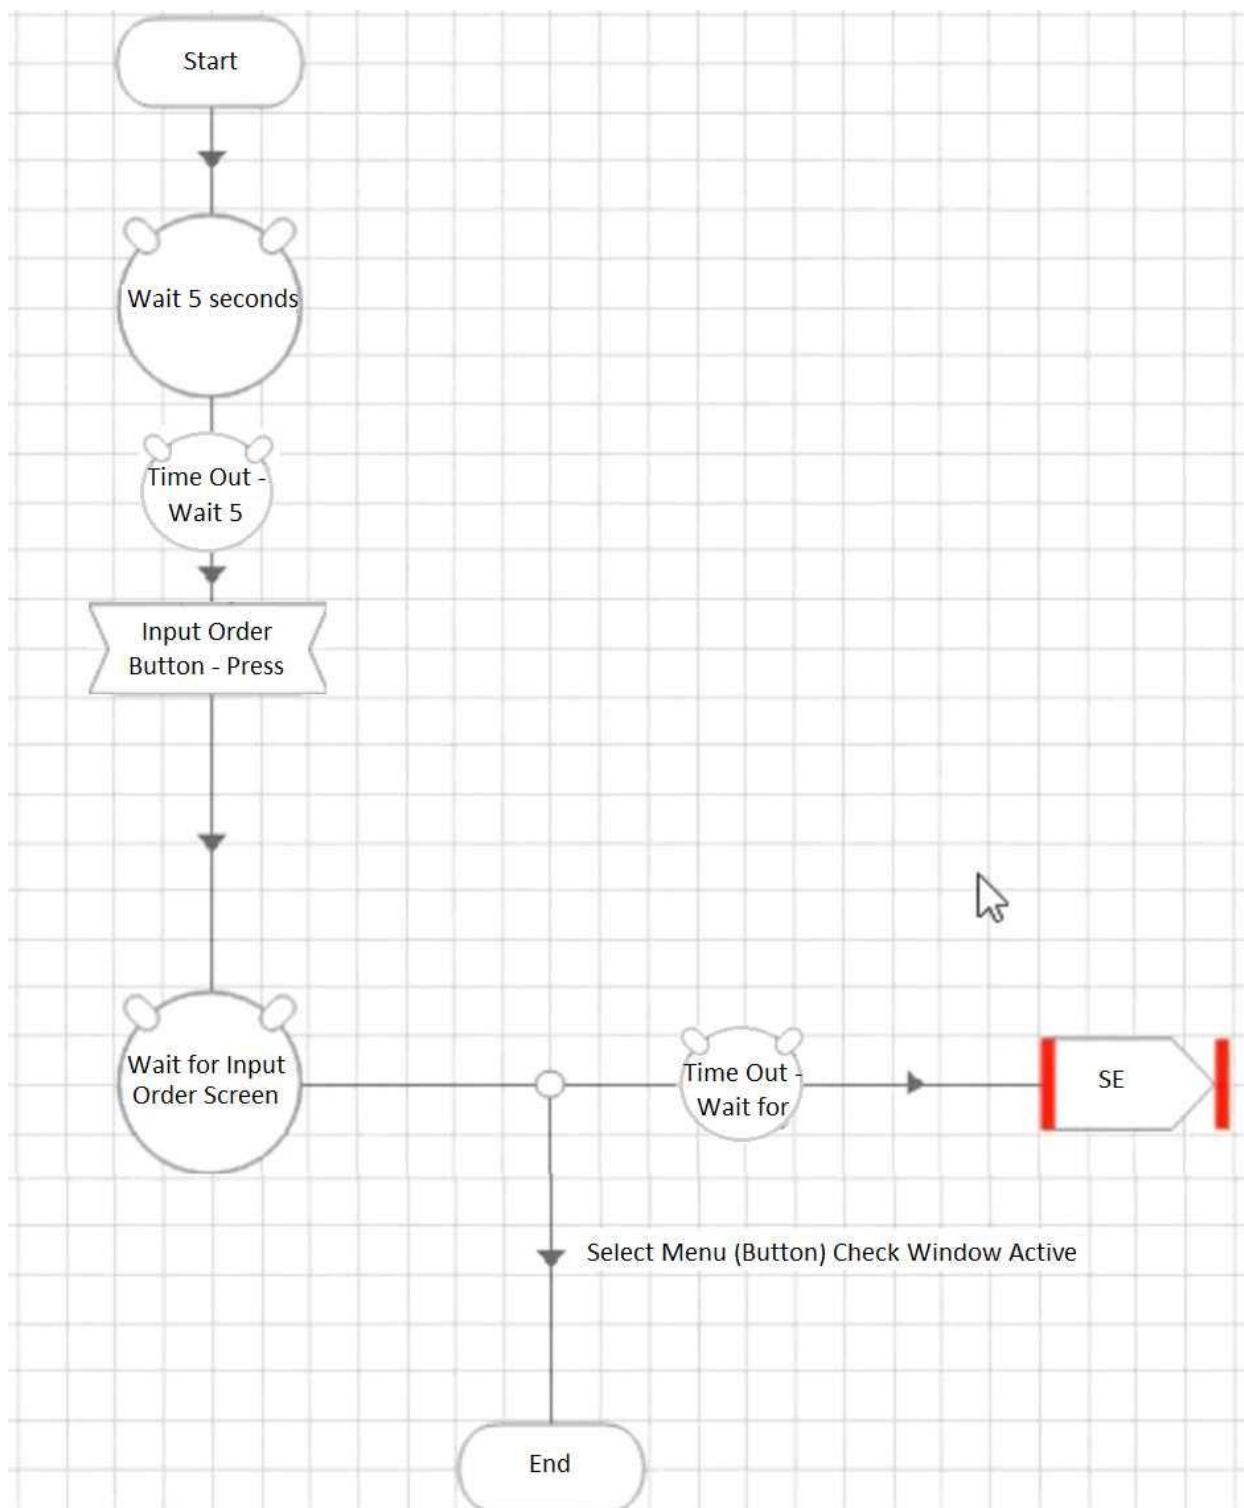 Start
Wait 5 seconds
Time Out -
Wait 5
Input Order
Button - Press
Wait for Input
Order Screen
Time Out -
Wait for
SE
Select Menu (Button) Check Window Active
End